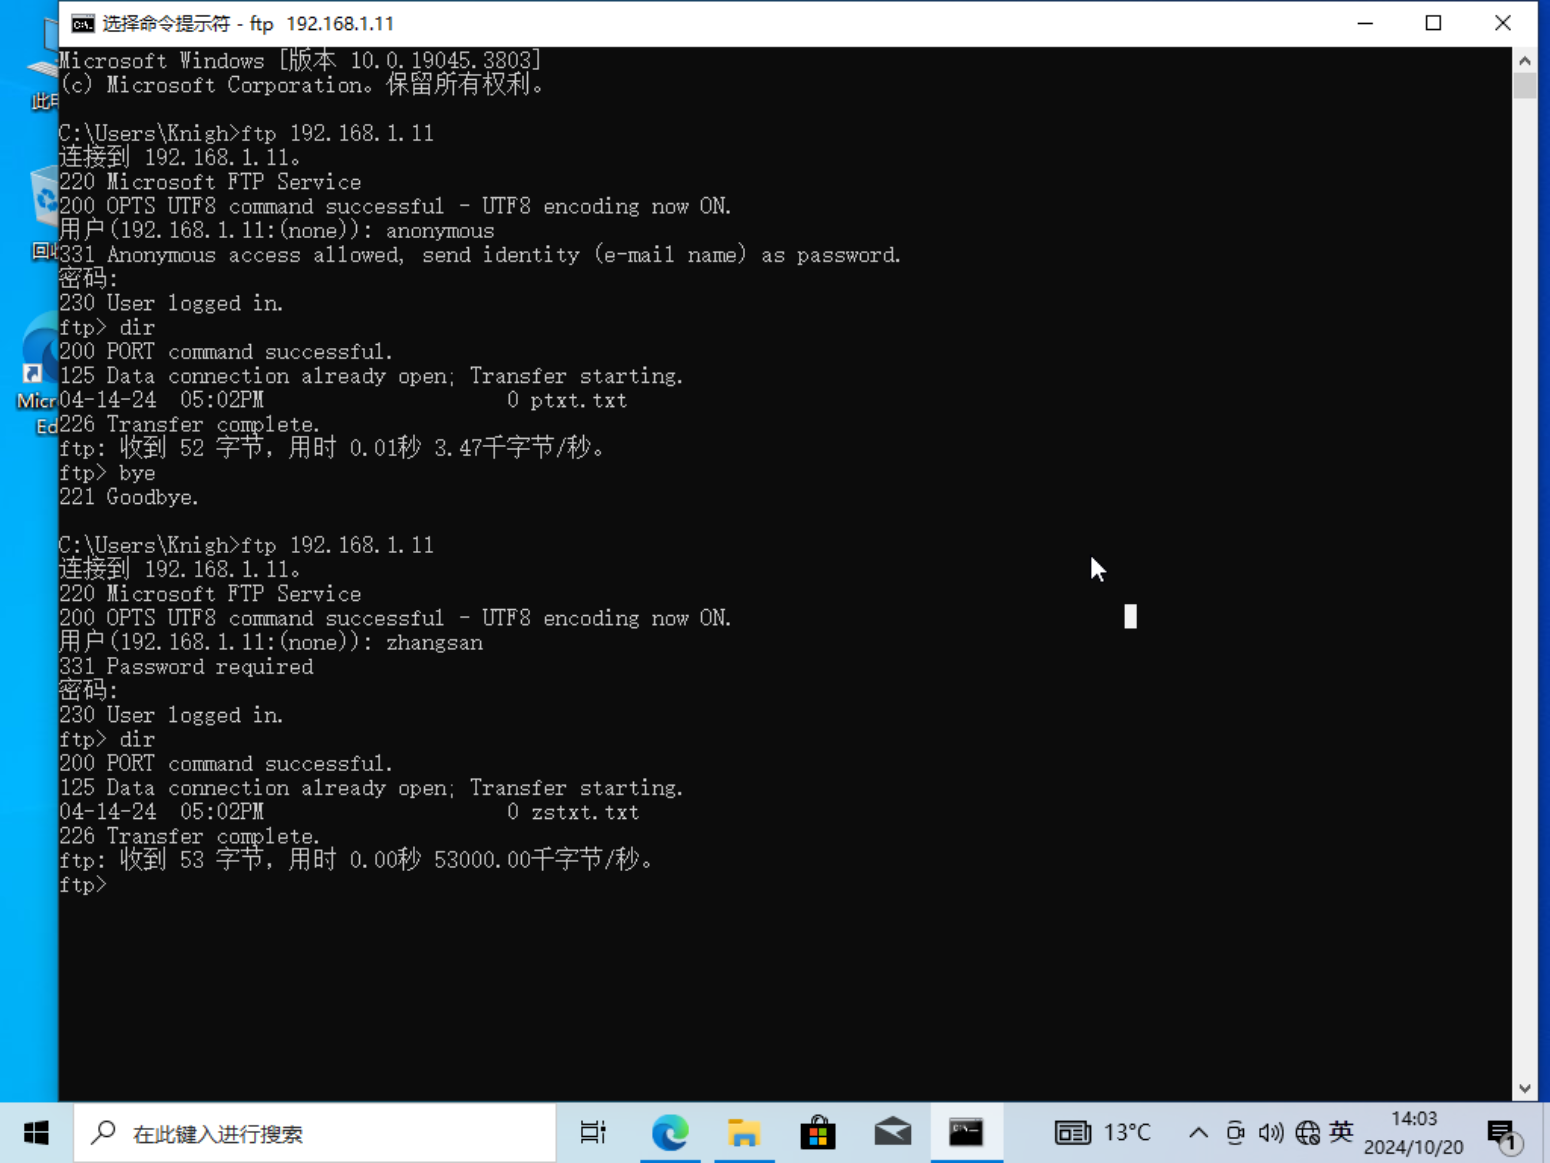 选择命令提示符 - ftp 192.168.1.11
Microsoft Windows [版本 10.0.19045.3803]
(c) Microsoft Corporation。保留所有权利。
C:\Users\Knigh>ftp 192.168.1.11
连接到 192.168.1.11。
220 Microsoft FTP Service
200 OPTS UTF8 command successful - UTF8 encoding now ON.
用户(192.168.1.11:(none)): anonymous
331 Anonymous access allowed, send identity (e-mail name) as password.
密码:
230 User logged in.
ftp> dir
200 PORT command successful.
125 Data connection already open; Transfer starting.
04-14-24  05:02PM                    0 ptxt.txt
226 Transfer complete.
ftp: 收到 52 字节，用时 0.01秒 3.47千字节/秒。
ftp> bye
221 Goodbye.
C:\Users\Knigh>ftp 192.168.1.11
连接到 192.168.1.11。
220 Microsoft FTP Service
200 OPTS UTF8 command successful - UTF8 encoding now ON.
用户(192.168.1.11:(none)): zhangsan
331 Password required
密码:
230 User logged in.
ftp> dir
200 PORT command successful.
125 Data connection already open; Transfer starting.
04-14-24  05:02PM                    0 zstxt.txt
226 Transfer complete.
ftp: 收到 53 字节，用时 0.00秒 53000.00千字节/秒。
ftp>
此
回
Micr
Ed
在此键入进行搜索
13°C
英
14:03
2024/10/20
1